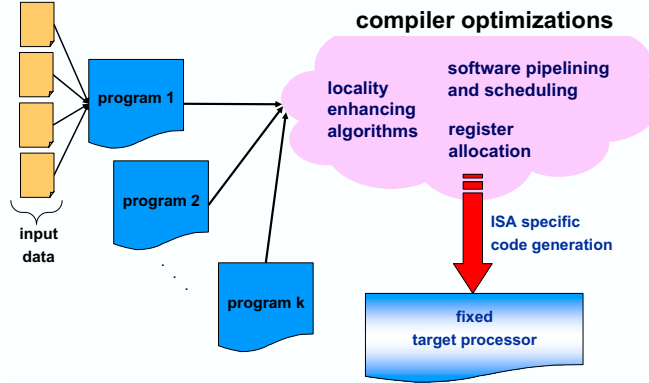 compiler optimizations
program 1
locality
enhancing
algorithms
software pipelining
and scheduling
register
allocation
program 2
input
data
ISA specific
code generation
. . .
program k
fixed
target processor